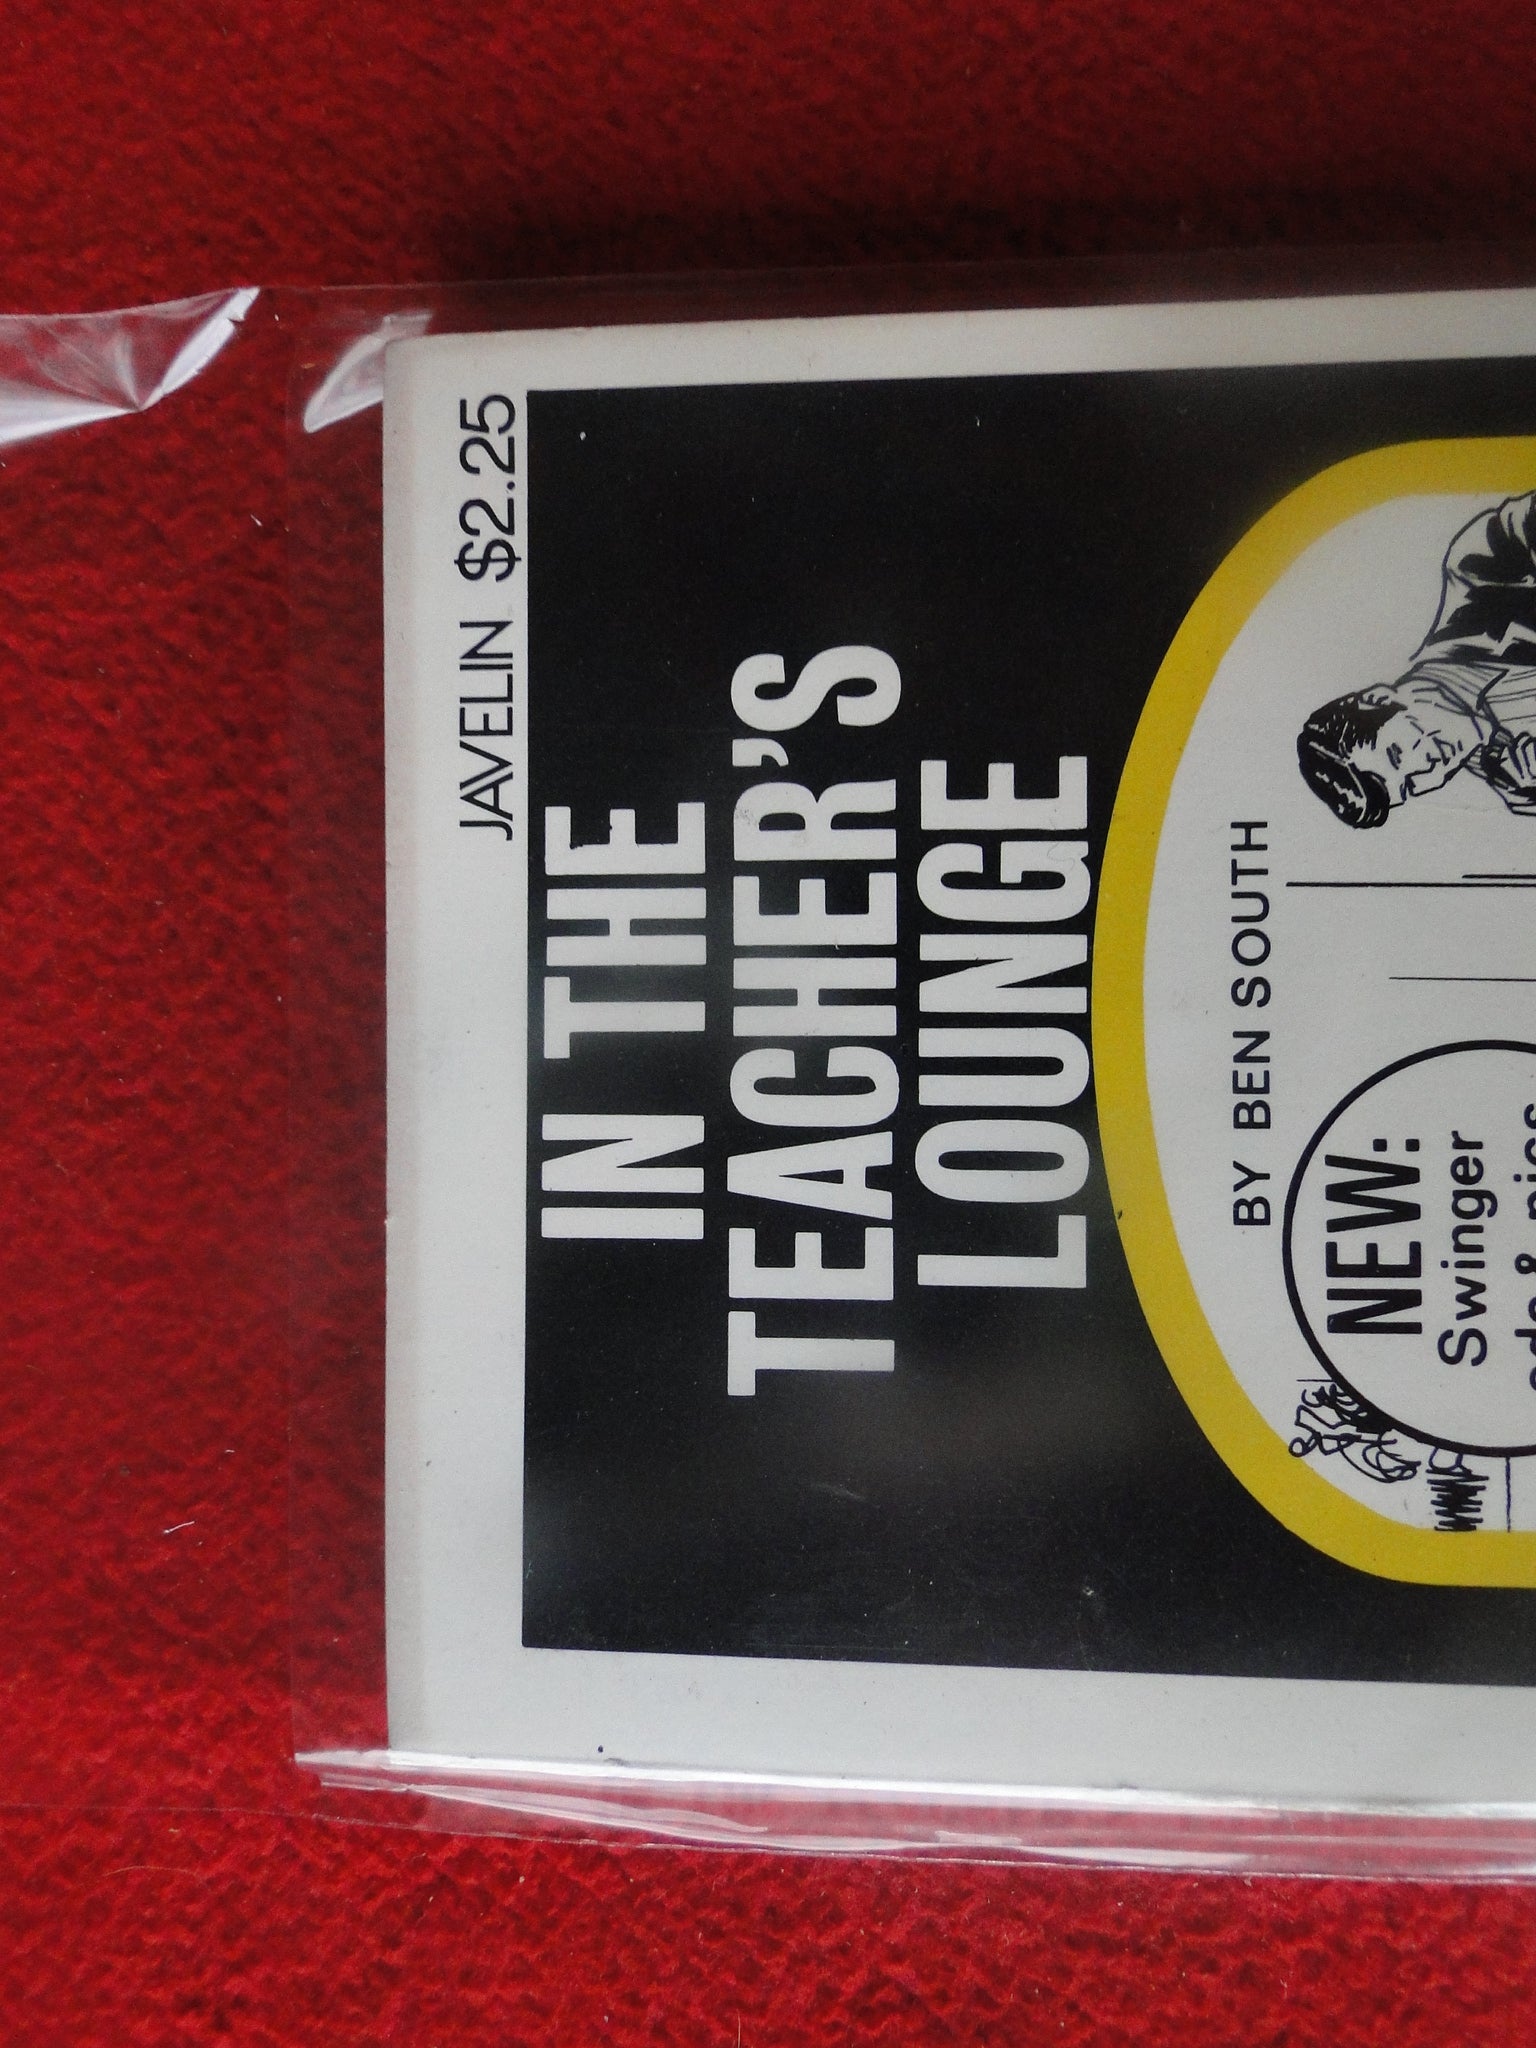 JAVELIN $2.25
IN THE
TEACHER'S
LOUNGE
BY BEN SOUTH
NEW:
Swinger
&